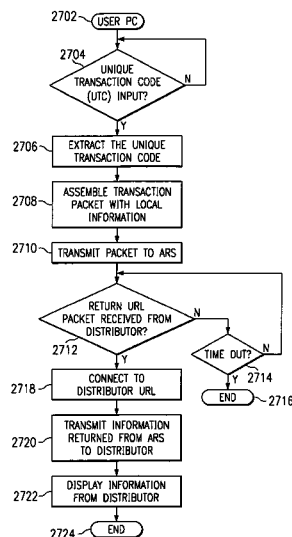 2702
USER PC
2704
UNIQUE
TRANSACTION CODE
(UTC) INPUT?
N
Y
2706
EXTRACT THE UNIQUE
TRANSACTION CODE
2708
ASSEMBLE TRANSACTION
PACKET WITH LOCAL
INFORMATION
2710
TRANSMIT PACKET TO ARS
RETURN URL
PACKET RECEIVED FROM
DISTRIBUTOR?
N
2712
Y
TIME OUT?
N
2714
Y
END
2716
2718
CONNECT TO
DISTRIBUTOR URL
2720
TRANSMIT INFORMATION
RETURNED FROM ARS
TO DISTRIBUTOR
2722
DISPLAY INFORMATION
FROM DISTRIBUTOR
2724
END